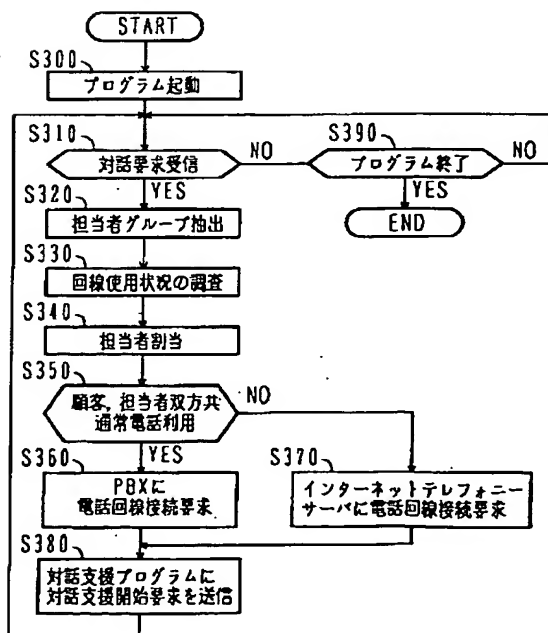 START
S300
プログラム起動
S310
対話要求受信
NO
YES
S390
プログラム終了
NO
YES
END
S320
担当者グループ抽出
S330
回線使用状況の調査
S340
担当者割当
S350
顧客，担当者双方共
通常電話利用
NO
YES
S360
PBXに
電話回線接続要求
S370
インターネットテレフォニー
サーバに電話回線接続要求
S380
対話支援プログラムに
対話支援開始要求を送信